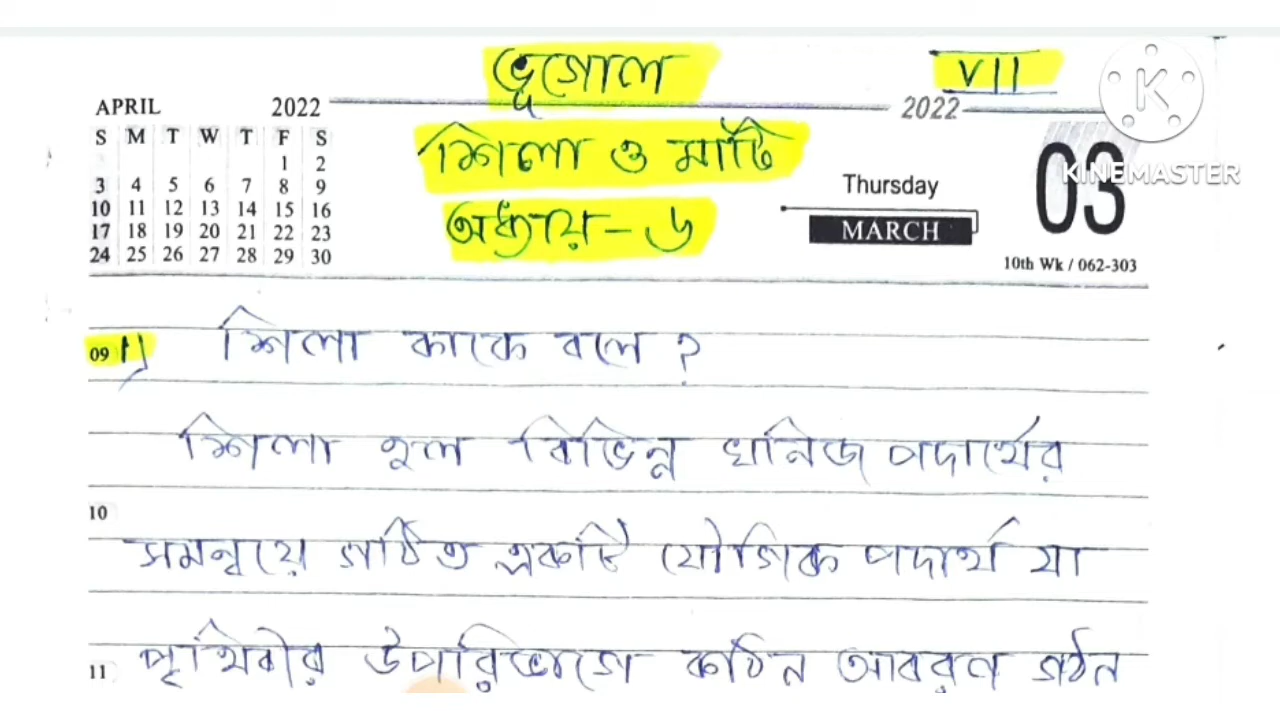 ভূগোল
VII
APRIL 2022
2022
S M T W T F S
1 2
3 4 5 6 7 8 9
10 11 12 13 14 15 16
17 18 19 20 21 22 23
24 25 26 27 28 29 30
শিলা ও মাটি
অধ্যায় - ৬
Thursday
MARCH
03
10th Wk / 062-303
K
KINEMASTER
09 1) শিলা কাকে বলে ?
শিলা হল বিভিন্ন খনিজ পদার্থের
10
সমন্বয়ে গঠিত একটি যৌগিক পদার্থ যা
11 পৃথিবীর উপরিভাগে কঠিন আবরণ গঠন